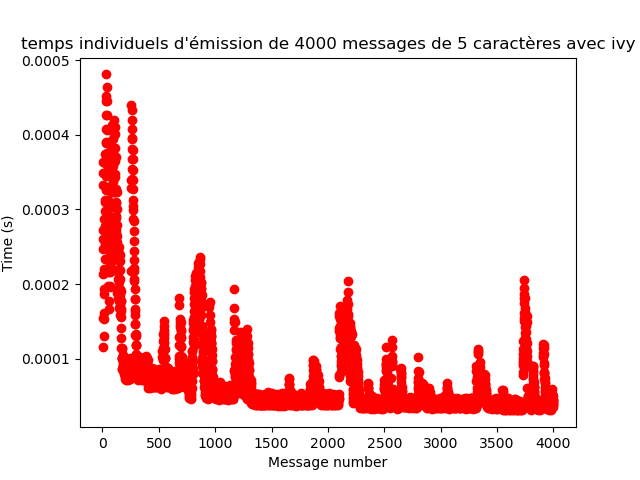 temps individuels d'émission de 4000 messages de 5 caractères avec ivy
0.0005
0.0004
0.0003
0.0002
0.0001
Time (s)
0 500 1000 1500 2000 2500 3000 3500 4000
Message number